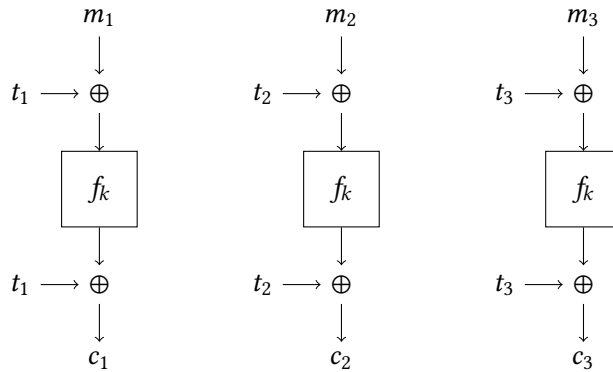 m₁ m₂ m₃
t₁ ⊕ t₂ ⊕ t₃ ⊕
fₖ fₖ fₖ
t₁ ⊕ t₂ ⊕ t₃ ⊕
c₁ c₂ c₃